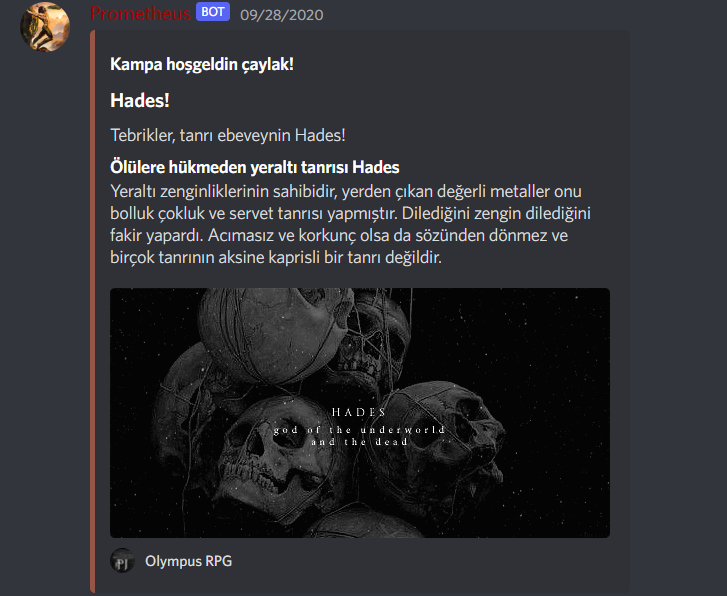 Prometheus BOT 09/28/2020
Kampa hoşgeldin çaylak!
Hades!
Tebrikler, tanrı ebeveynin Hades!
Ölülere hükmeden yeraltı tanrısı Hades
Yeraltı zenginliklerinin sahibidir, yerden çıkan değerli metaller onu
bolluk çokluk ve servet tanrısı yapmıştır. Dilediğini zengin dilediğini
fakir yapardı. Acımasız ve korkunç olsa da sözünden dönmez ve
birçok tanrının aksine kaprisli bir tanrı değildir.
HADES
god of the underworld
and the dead
PJ
Olympus RPG